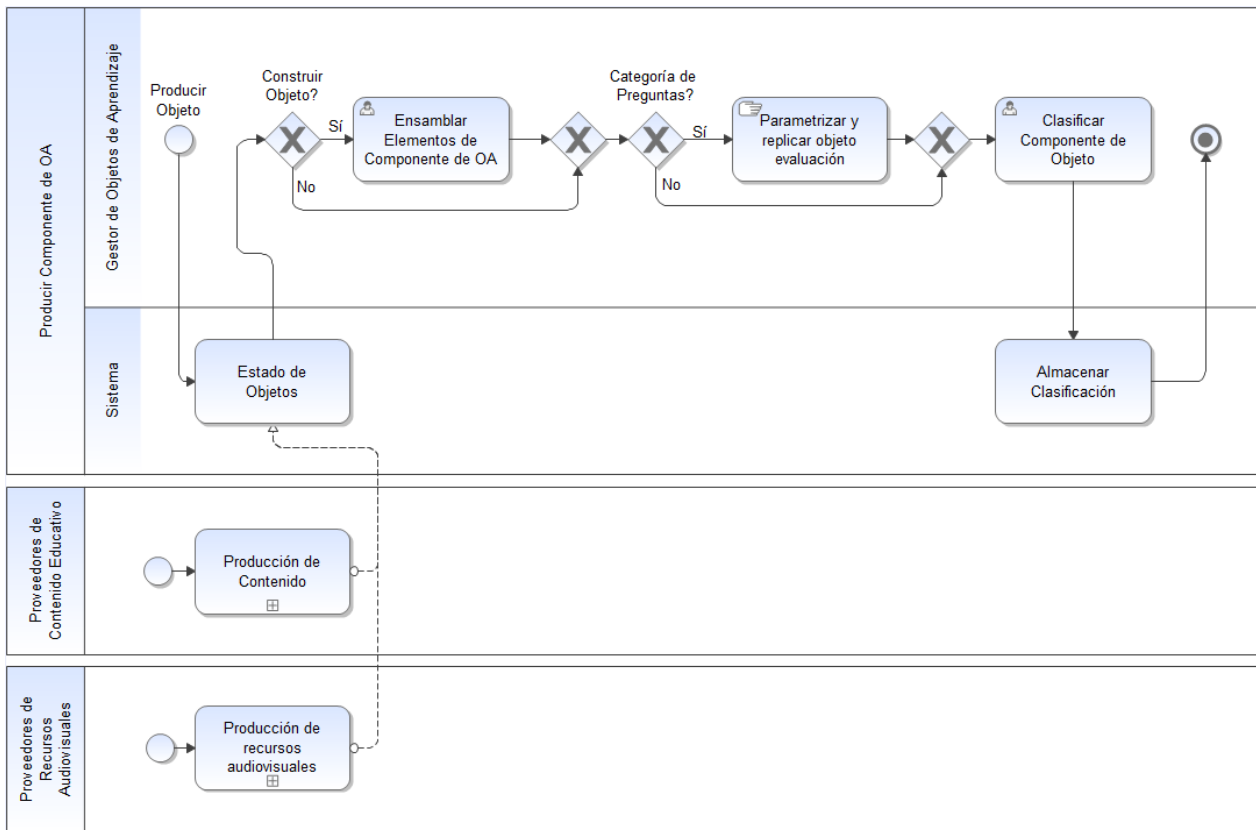 Producir Componente de OA
Gestor de Objetos de Aprendizaje
Producir
Objeto
Construir
Objeto?
Sí
No
Ensamblar
Elementos de
Componente de OA
Categoría de
Preguntas?
Sí
No
Parametrizar y
replicar objeto
evaluación
Clasificar
Componente de
Objeto
Sistema
Estado de
Objetos
Almacenar
Clasificación
Proveedores de
Contenido Educativo
Producción de
Contenido
Proveedores de
Recursos
Audiovisuales
Producción de
recursos
audiovisuales